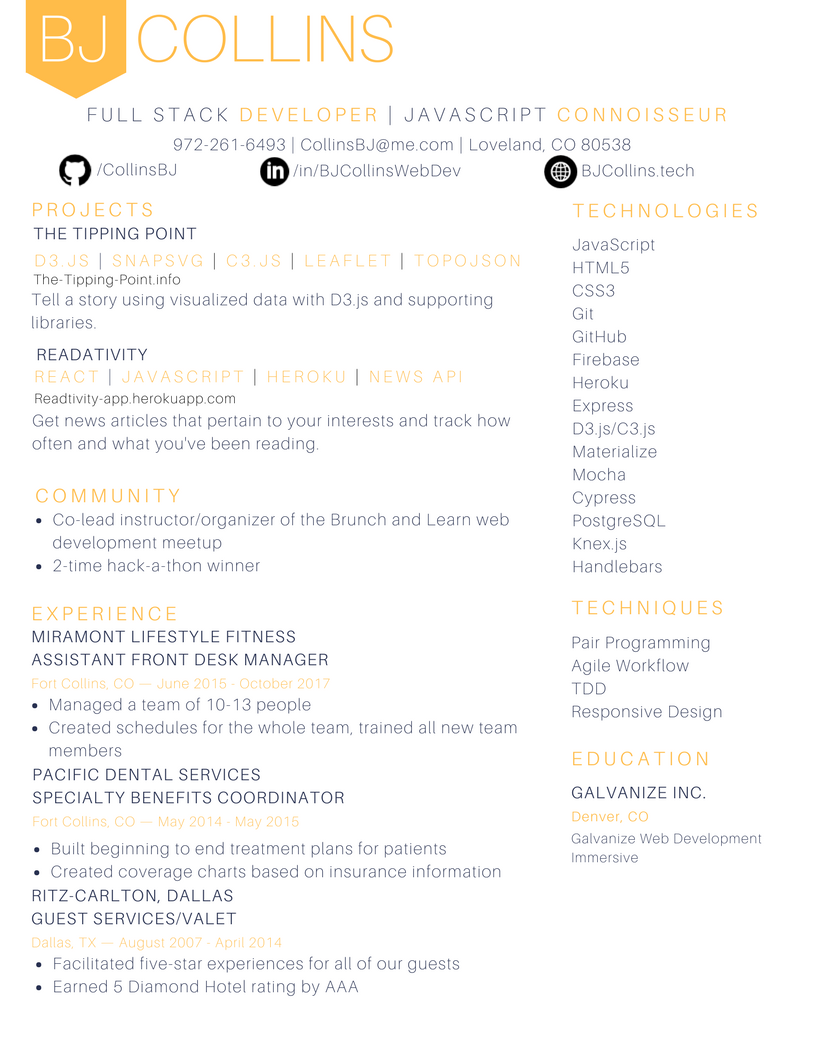 BJ COLLINS
FULL STACK DEVELOPER | JAVASCRIPT CONNOISSEUR
972-261-6493 | CollinsBJ@me.com | Loveland, CO 80538
/CollinsBJ
in /in/BJCollinsWebDev
BJCollins.tech
PROJECTS
THE TIPPING POINT
D3.JS | SNAPSVG | C3.JS | LEAFLET | TOPOJSON
The-Tipping-Point.info
Tell a story using visualized data with D3.js and supporting
libraries.
READATIVITY
REACT | JAVASCRIPT | HEROKU | NEWS API
Readtivity-app.herokuapp.com
Get news articles that pertain to your interests and track how
often and what you've been reading.
COMMUNITY
• Co-lead instructor/organizer of the Brunch and Learn web
development meetup
• 2-time hack-a-thon winner
EXPERIENCE
MIRAMONT LIFESTYLE FITNESS
ASSISTANT FRONT DESK MANAGER
Fort Collins, CO — June 2015 - October 2017
• Managed a team of 10-13 people
• Created schedules for the whole team, trained all new team
members
PACIFIC DENTAL SERVICES
SPECIALTY BENEFITS COORDINATOR
Fort Collins, CO — May 2014 - May 2015
• Built beginning to end treatment plans for patients
• Created coverage charts based on insurance information
RITZ-CARLTON, DALLAS
GUEST SERVICES/VALET
Dallas, TX — August 2007 - April 2014
• Facilitated five-star experiences for all of our guests
• Earned 5 Diamond Hotel rating by AAA
TECHNOLOGIES
JavaScript
HTML5
CSS3
Git
GitHub
Firebase
Heroku
Express
D3.js/C3.js
Materialize
Mocha
Cypress
PostgreSQL
Knex.js
Handlebars
TECHNIQUES
Pair Programming
Agile Workflow
TDD
Responsive Design
EDUCATION
GALVANIZE INC.
Denver, CO
Galvanize Web Development
Immersive